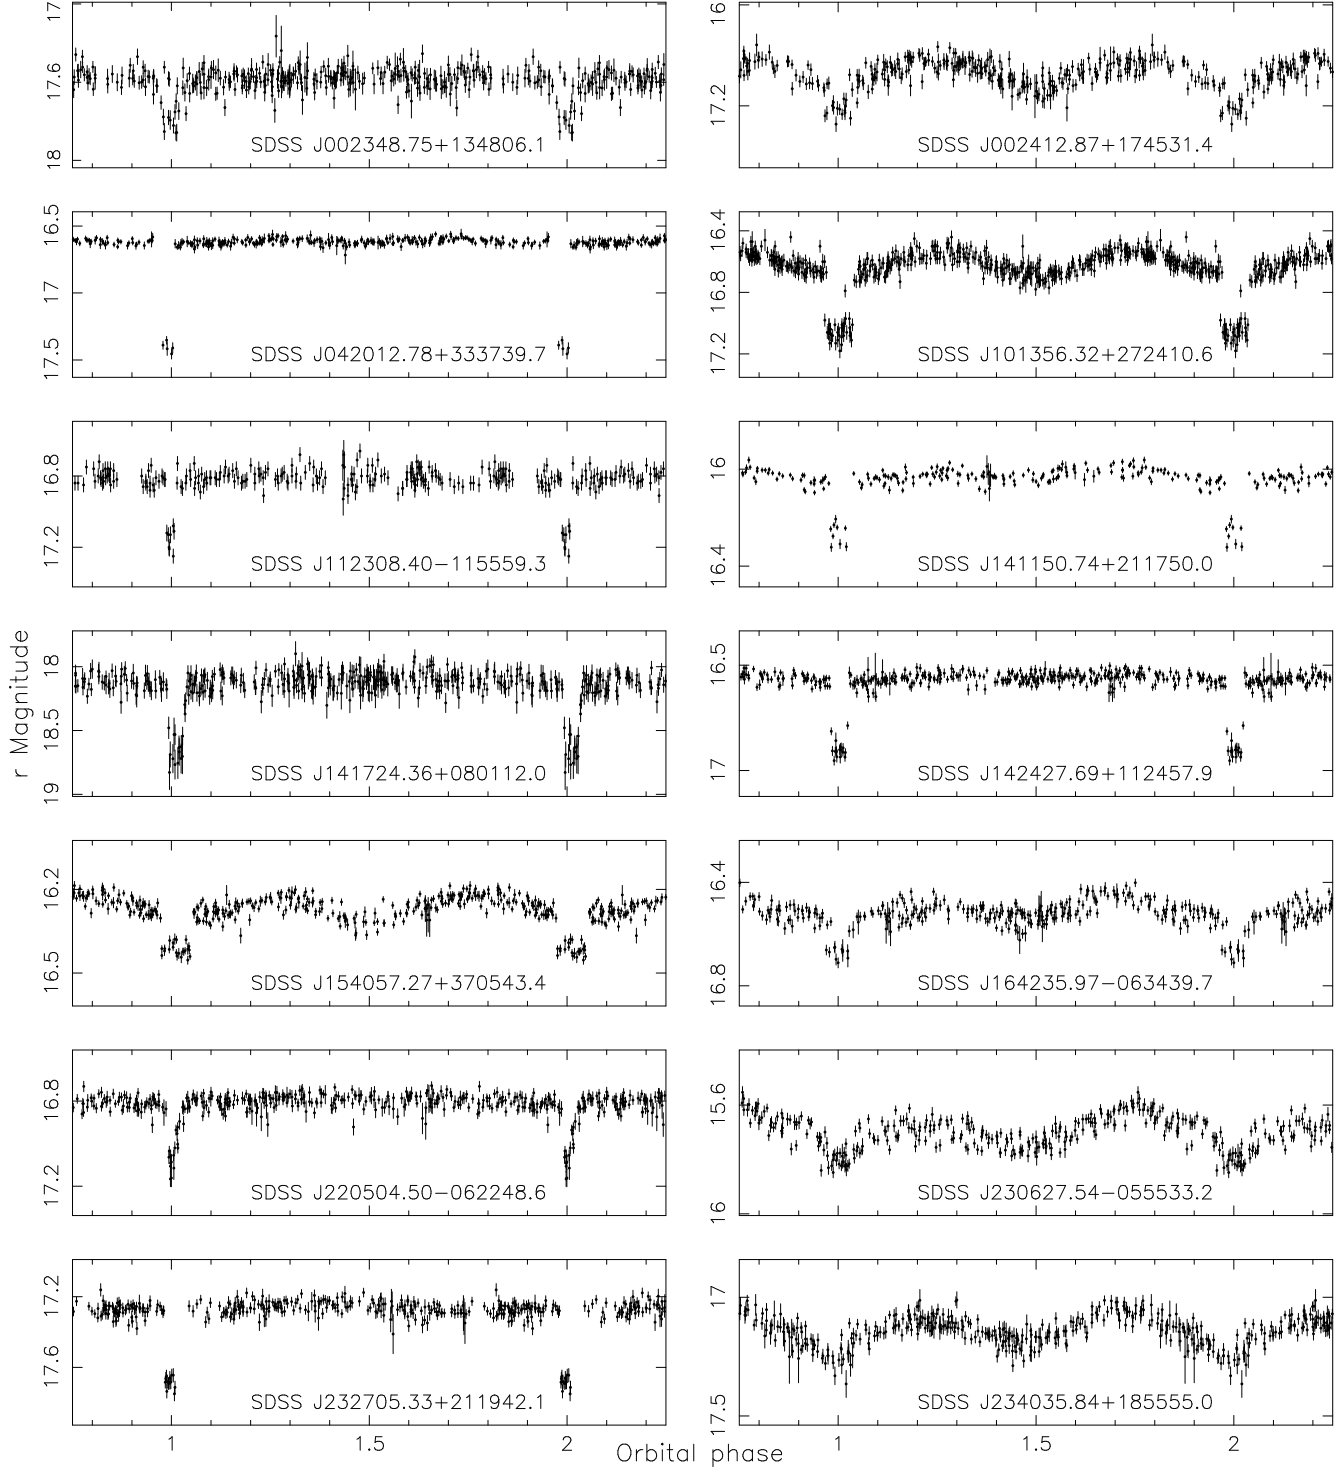 17
17.6
18
SDSS J002348.75+134806.1
16
17.2
SDSS J002412.87+174531.4
16.5
17
17.5
SDSS J042012.78+333739.7
16.4
16.8
17.2
SDSS J101356.32+272410.6
16.8
17.2
SDSS J112308.40−115559.3
16
16.4
SDSS J141150.74+211750.0
r Magnitude
18
18.5
19
SDSS J141724.36+080112.0
16.5
17
SDSS J142427.69+112457.9
16.2
16.5
SDSS J154057.27+370543.4
16.4
16.8
SDSS J164235.97−063439.7
16.8
17.2
SDSS J220504.50−062248.6
15.6
16
SDSS J230627.54−055533.2
17.2
17.6
SDSS J232705.33+211942.1
17
17.5
SDSS J234035.84+185555.0
1 1.5 2 1 1.5 2
Orbital phase